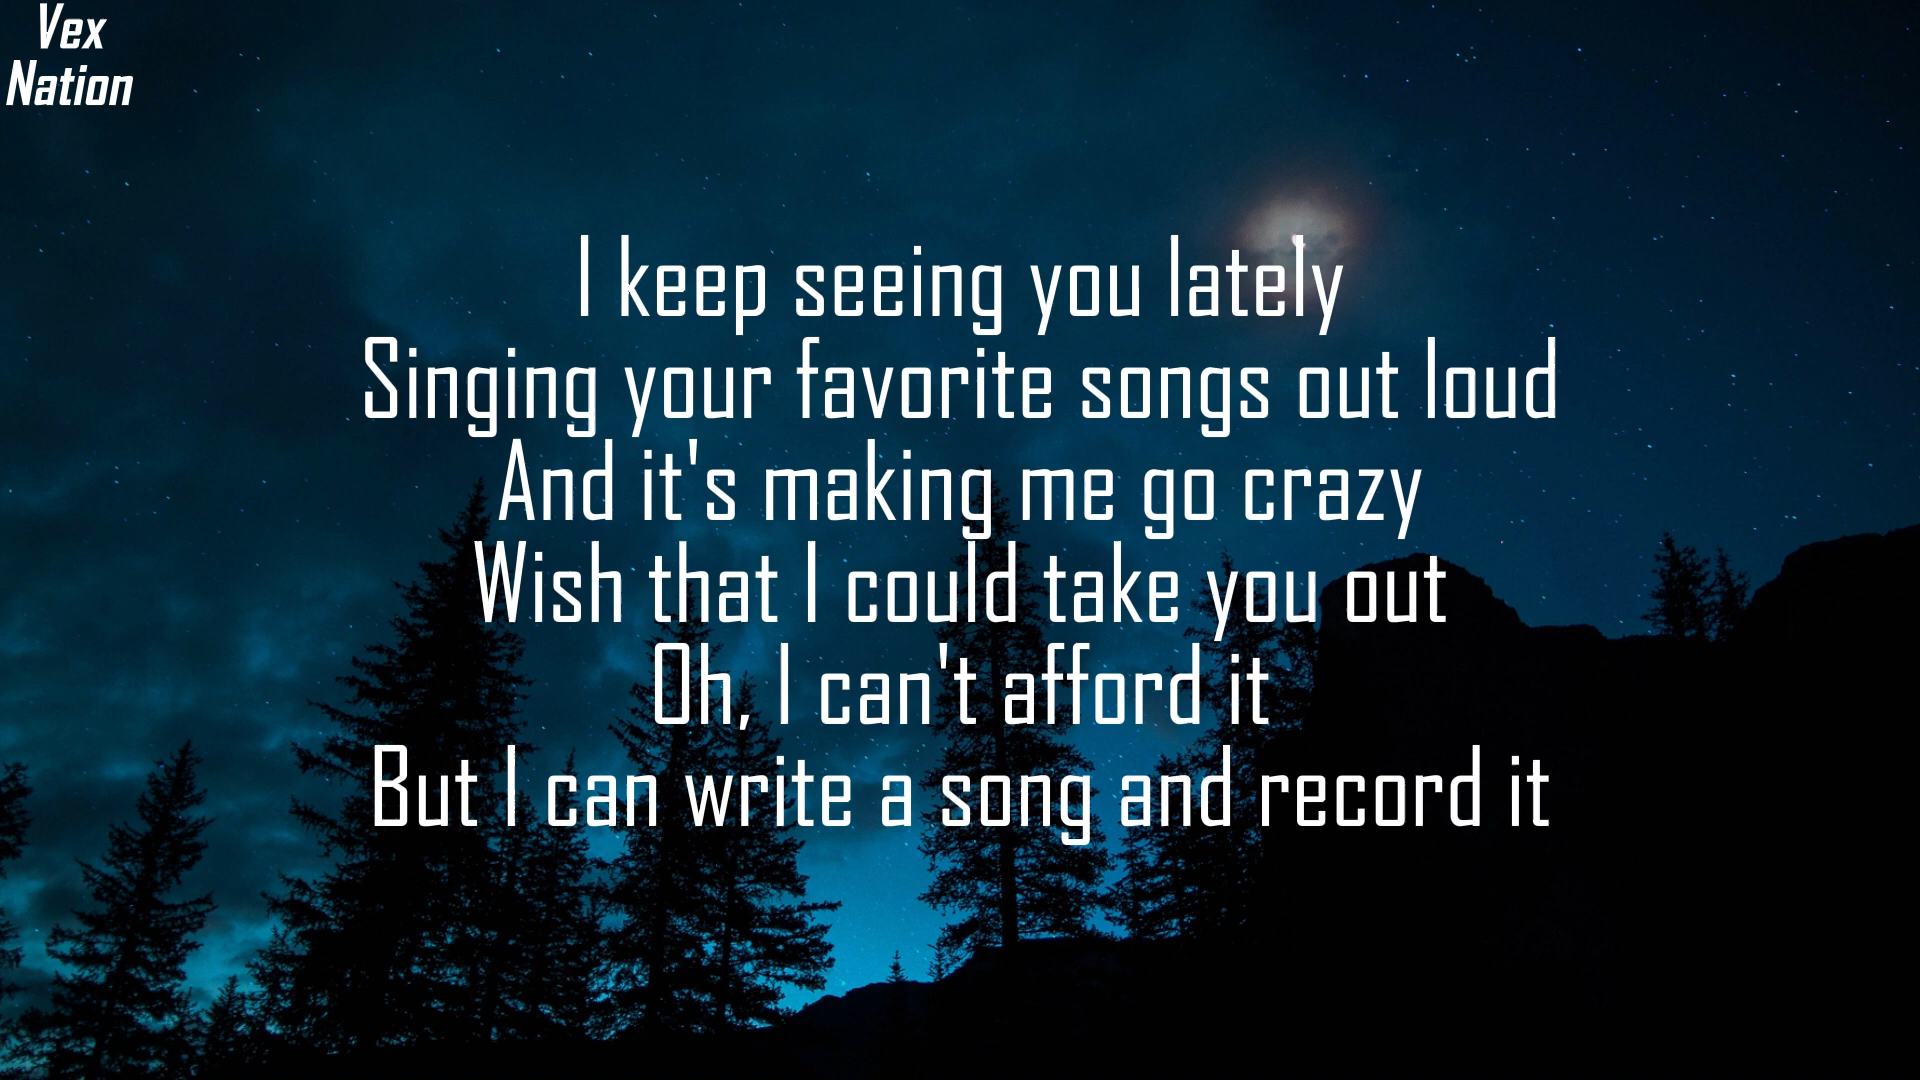 Vex
Nation
I keep seeing you lately
Singing your favorite songs out loud
And it's making me go crazy
Wish that I could take you out
Oh, I can't afford it
But I can write a song and record it